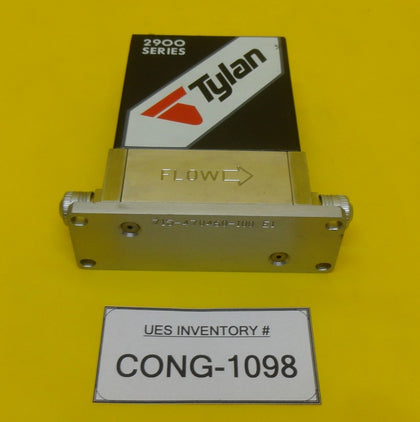 2900
SERIES
Tylan
FLOW
UES INVENTORY #
CONG-1098